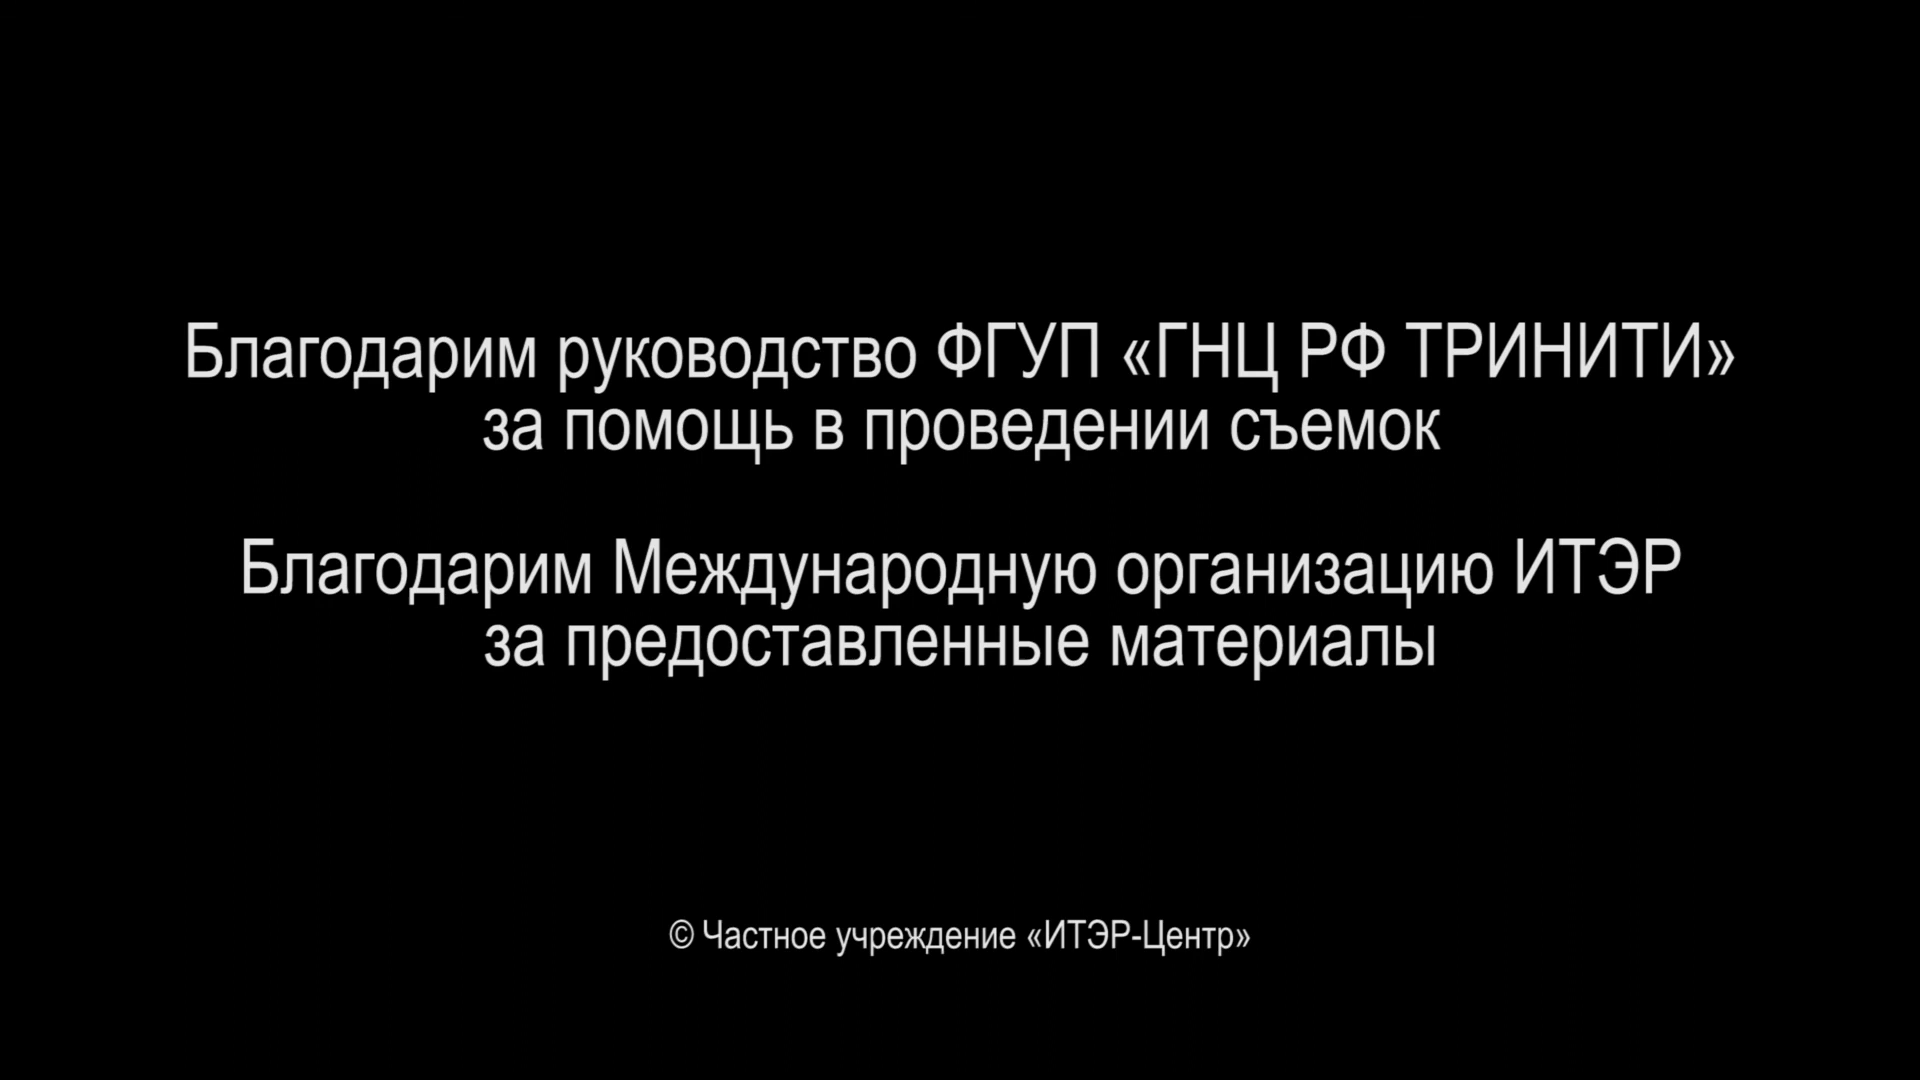 Благодарим руководство ФГУП «ГНЦ РФ ТРИНИТИ»
за помощь в проведении съемок
Благодарим Международную организацию ИТЭР
за предоставленные материалы
© Частное учреждение «ИТЭР-Центр»